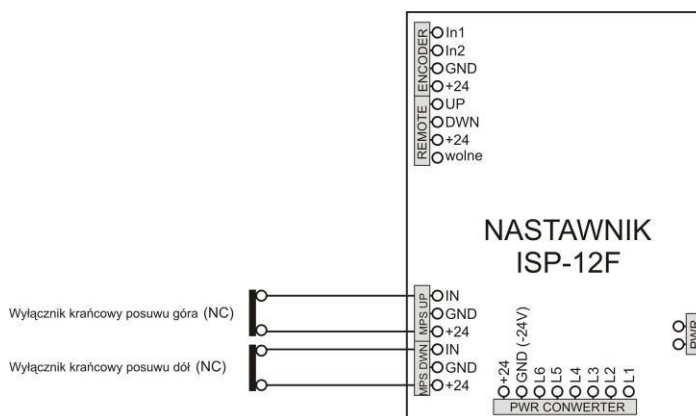 ENCODER
In1
In2
GND
+24
REMOTE
UP
DWN
+24
wolne
NASTAWNIK
ISP-12F
Wyłącznik krańcowy posuwu góra (NC)
MPS UP
IN
GND
+24
Wyłącznik krańcowy posuwu dół (NC)
MPS DWN
IN
GND
+24
+24
GND (-24V)
L6
L5
L4
L3
L2
L1
PWR CONWERTER
PWR